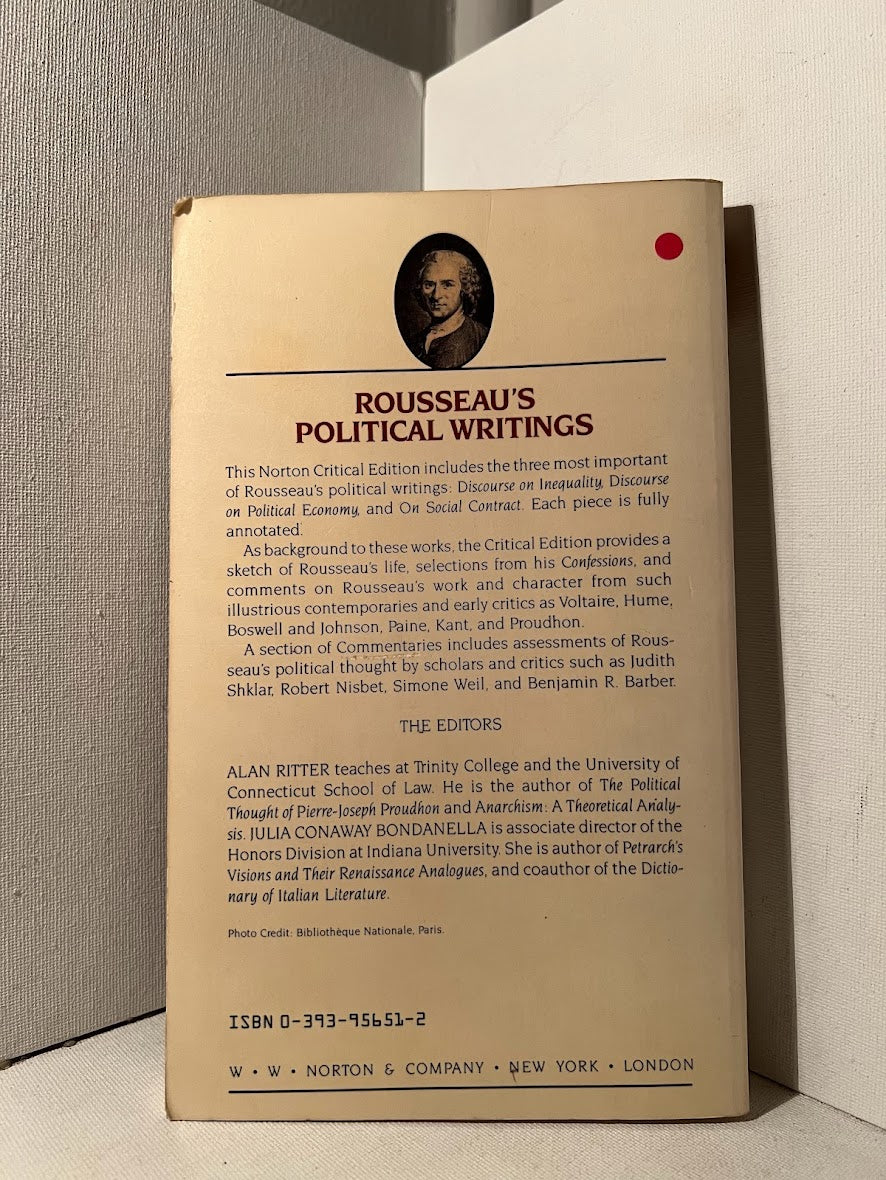 ROUSSEAU'S
POLITICAL WRITINGS
This Norton Critical Edition includes the three most important
of Rousseau's political writings: Discourse on Inequality, Discourse
on Political Economy, and On Social Contract. Each piece is fully
annotated.
As background to these works, the Critical Edition provides a
sketch of Rousseau's life, selections from his Confessions, and
comments on Rousseau's work and character from such
illustrious contemporaries and early critics as Voltaire, Hume,
Boswell and Johnson, Paine, Kant, and Proudhon.
A section of Commentaries includes assessments of Rous-
seau's political thought by scholars and critics such as Judith
Shklar, Robert Nisbet, Simone Weil, and Benjamin R. Barber.
THE EDITORS
ALAN RITTER teaches at Trinity College and the University of
Connecticut School of Law. He is the author of The Political
Thought of Pierre-Joseph Proudhon and Anarchism: A Theoretical Analy-
sis. JULIA CONAWAY BONDANELLA is associate director of the
Honors Division at Indiana University. She is author of Petrarch's
Visions and Their Renaissance Analogues, and coauthor of the Dictio-
nary of Italian Literature.
Photo Credit: Bibliothèque Nationale, Paris.
ISBN 0-393-95651-2
W • W • NORTON & COMPANY • NEW YORK • LONDON